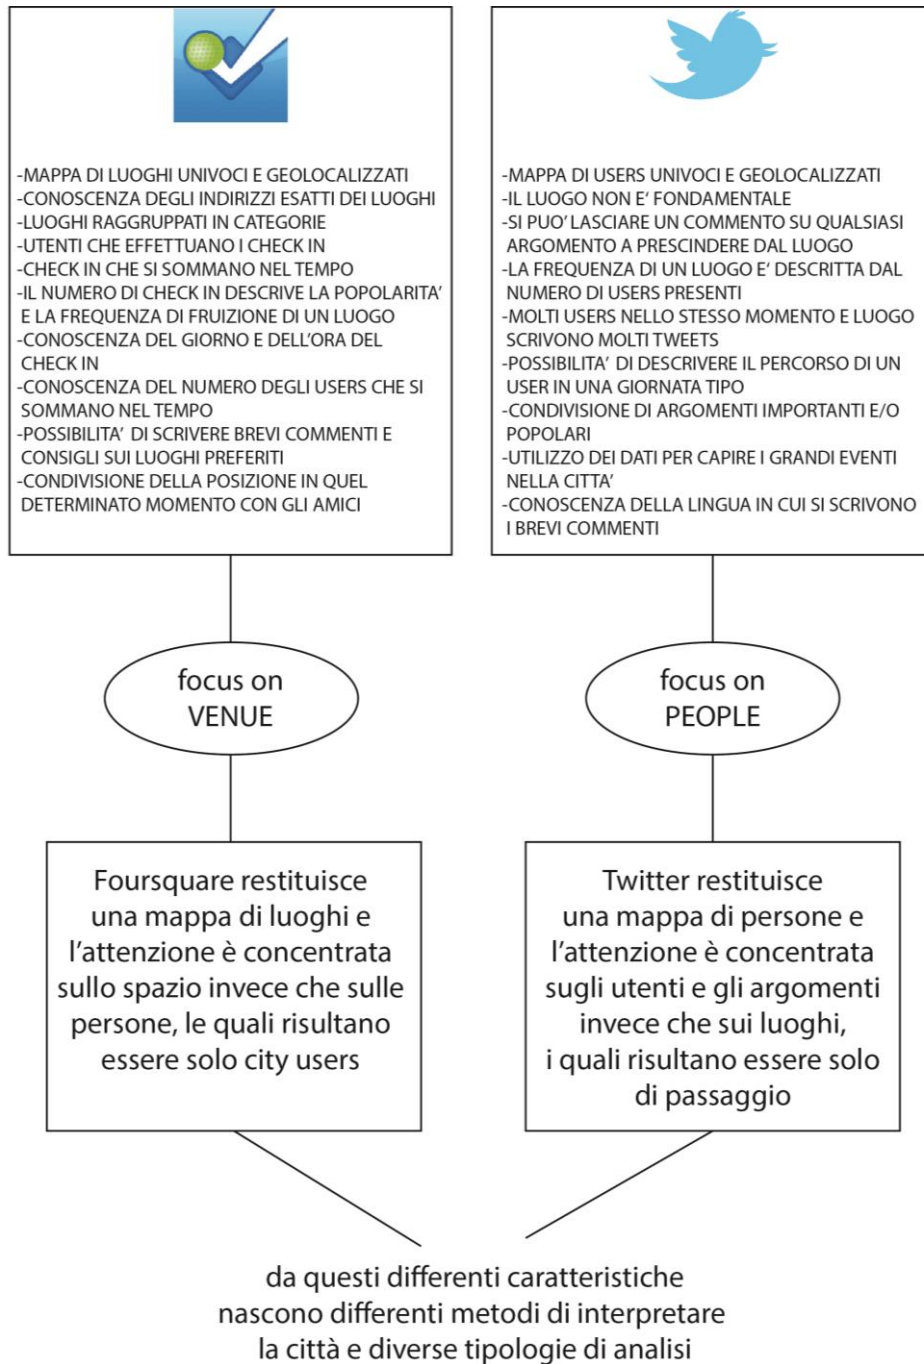 -MAPPA DI LUOGHI UNIVOCI E GEOLOCALIZZATI
-CONOSCENZA DEGLI INDIRIZZI ESATTI DEI LUOGHI
-LUOGHI RAGGRUPPATI IN CATEGORIE
-UTENTI CHE EFFETTUANO I CHECK IN
-CHECK IN CHE SI SOMMANO NEL TEMPO
-IL NUMERO DI CHECK IN DESCRIVE LA POPOLARITA'
E LA FREQUENZA DI FRUIZIONE DI UN LUOGO
-CONOSCENZA DEL GIORNO E DELL'ORA DEL
CHECK IN
-CONOSCENZA DEL NUMERO DEGLI USERS CHE SI
SOMMANO NEL TEMPO
-POSSIBILITA' DI SCRIVERE BREVI COMMENTI E
CONSIGLI SUI LUOGHI PREFERITI
-CONDIVISIONE DELLA POSIZIONE IN QUEL
DETERMINATO MOMENTO CON GLI AMICI
-MAPPA DI USERS UNIVOCI E GEOLOCALIZZATI
-IL LUOGO NON E' FONDAMENTALE
-SI PUO' LASCIARE UN COMMENTO SU QUALSIASI
ARGOMENTO A PRESCINDERE DAL LUOGO
-LA FREQUENZA DI UN LUOGO E' DESCRITTA DAL
NUMERO DI USERS PRESENTI
-MOLTI USERS NELLO STESSO MOMENTO E LUOGO
SCRIVONO MOLTI TWEETS
-POSSIBILITA' DI DESCRIVERE IL PERCORSO DI UN
USER IN UNA GIORNATA TIPO
-CONDIVISIONE DI ARGOMENTI IMPORTANTI E/O
POPOLARI
-UTILIZZO DEI DATI PER CAPIRE I GRANDI EVENTI
NELLA CITTA'
-CONOSCENZA DELLA LINGUA IN CUI SI SCRIVONO
I BREVI COMMENTI
focus on
VENUE
focus on
PEOPLE
Foursquare restituisce
una mappa di luoghi e
l'attenzione è concentrata
sullo spazio invece che sulle
persone, le quali risultano
essere solo city users
Twitter restituisce
una mappa di persone e
l'attenzione è concentrata
sugli utenti e gli argomenti
invece che sui luoghi,
i quali risultano essere solo
di passaggio
da questi differenti caratteristiche
nascono differenti metodi di interpretare
la città e diverse tipologie di analisi